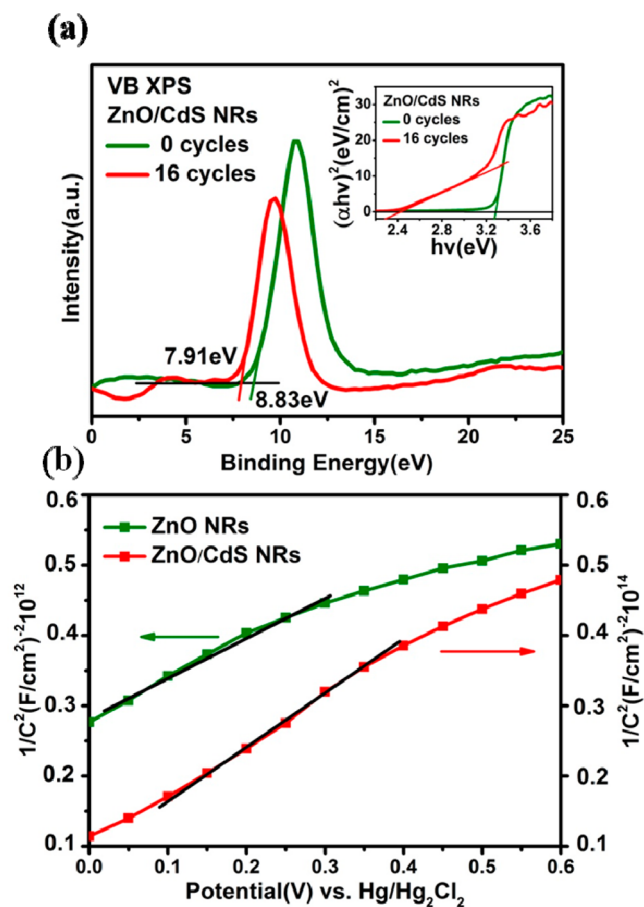 (a)
VB XPS
ZnO/CdS NRs
0 cycles
16 cycles
ZnO/CdS NRs
0 cycles
16 cycles
30
20
10
0
(αhν)²(eV/cm)²
2.4 2.8 3.2 3.6
hν(eV)
Intensity(a.u.)
7.91eV
8.83eV
0 5 10 15 20 25
Binding Energy(eV)
(b)
ZnO NRs
ZnO/CdS NRs
0.6
0.5
0.4
0.3
0.2
0.1
1/C²(F/cm²)⁻²10¹²
0.6
0.5
0.4
0.3
0.2
0.1
1/C²(F/cm²)⁻²10¹⁴
0.0 0.1 0.2 0.3 0.4 0.5 0.6
Potential(V) vs. Hg/Hg₂Cl₂